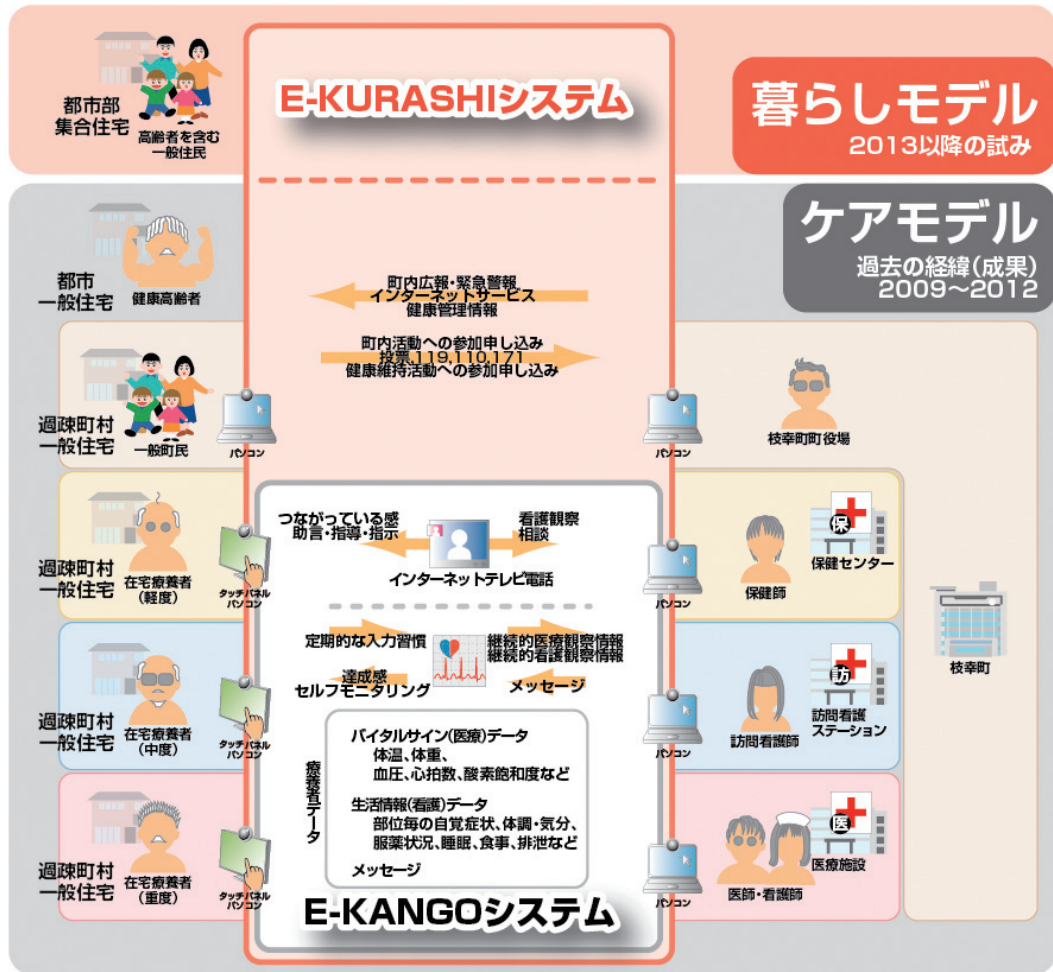 都市部
集合住宅
高齢者を含む
一般住民
E-KURASHIシステム
暮らしモデル
2013以降の試み
ケアモデル
過去の経緯(成果)
2009～2012
都市
一般住宅
健康高齢者
町内広報・緊急警報
インターネットサービス
健康管理情報
町内活動への参加申し込み
投票,119,110,171
健康維持活動への参加申し込み
過疎町村
一般住宅
一般町民
パソコン
パソコン
枝幸町町役場
過疎町村
一般住宅
在宅療養者
(軽度)
タッチパネル
パソコン
つながっている感
助言・指導・指示
看護観察
相談
インターネットテレビ電話
パソコン
保健師
保
保健センター
枝幸町
過疎町村
一般住宅
在宅療養者
(中度)
タッチパネル
パソコン
定期的な入力習慣
継続的医療観察情報
継続的看護観察情報
達成感
セルフモニタリング
メッセージ
パソコン
訪問看護師
訪
訪問看護
ステーション
療養者データ
バイタルサイン(医療)データ
体温、体重、
血圧、心拍数、酸素飽和度など
生活情報(看護)データ
部位毎の自覚症状、体調・気分、
服薬状況、睡眠、食事、排泄など
メッセージ
過疎町村
一般住宅
在宅療養者
(重度)
タッチパネル
パソコン
パソコン
医師・看護師
医
医療施設
E-KANGOシステム